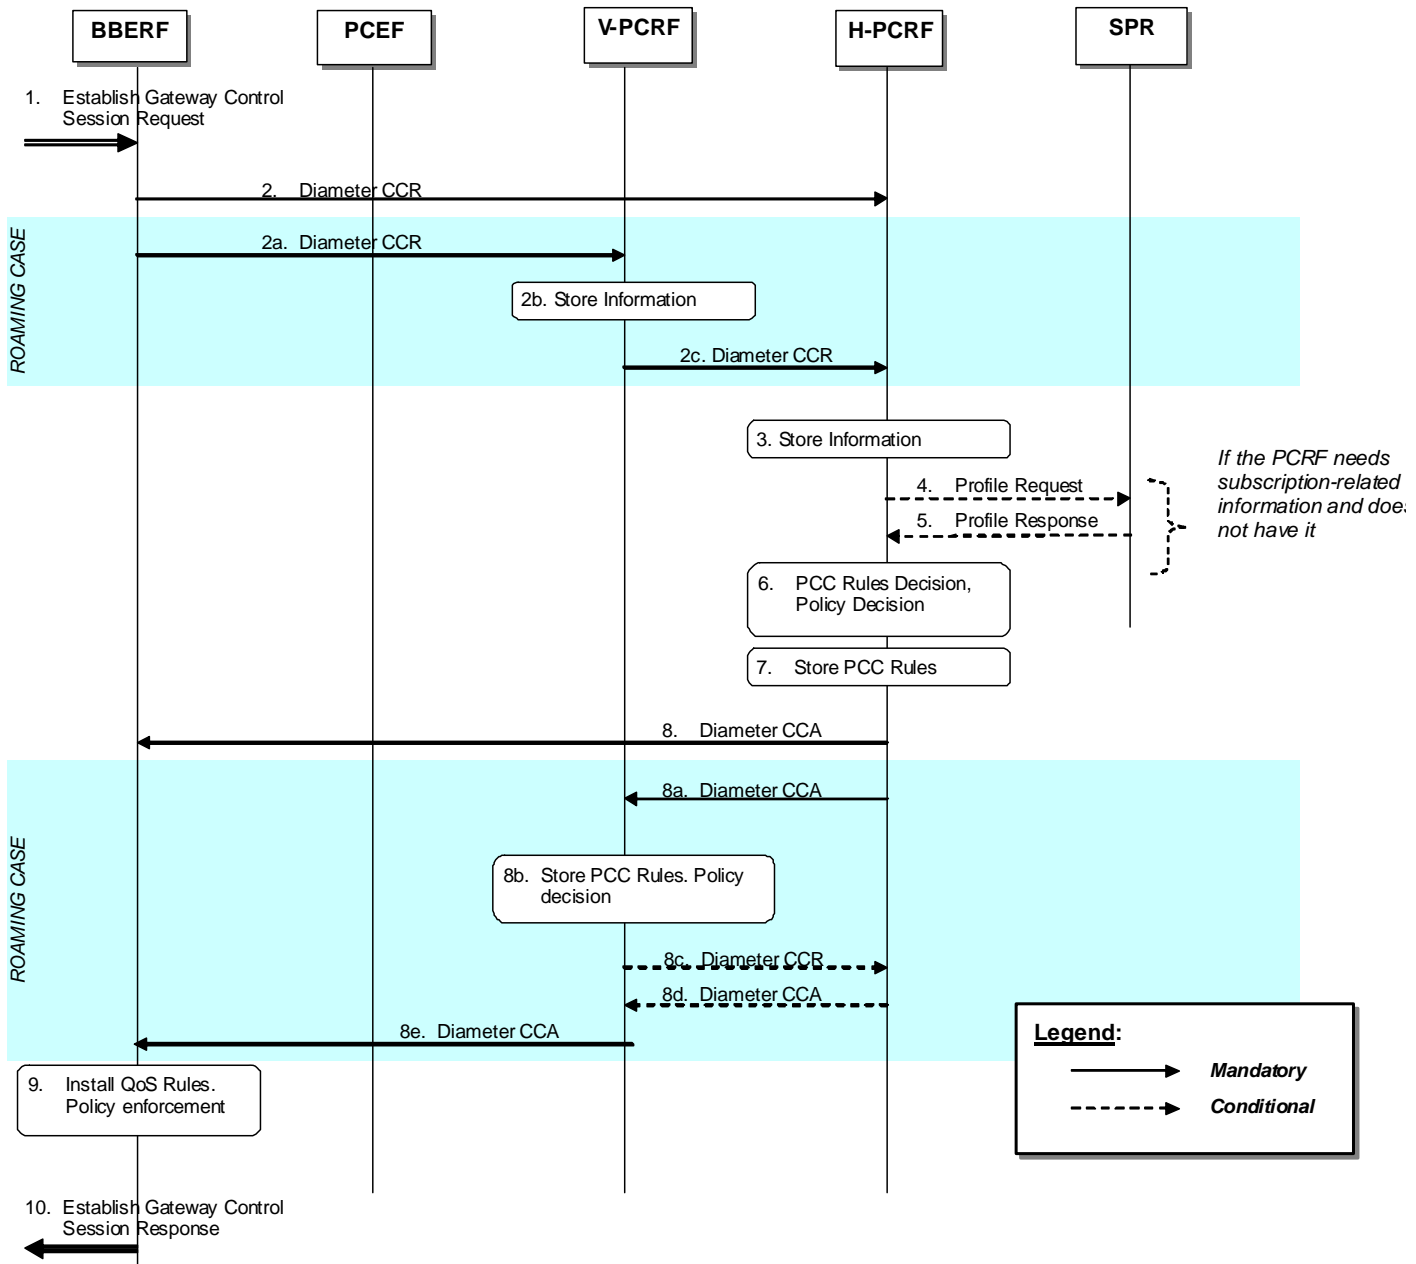 BBERF
PCEF
V-PCRF
H-PCRF
SPR
1. Establish Gateway Control
Session Request
2. Diameter CCR
ROAMING CASE
2a. Diameter CCR
2b. Store Information
2c. Diameter CCR
3. Store Information
4. Profile Request
5. Profile Response
If the PCRF needs
subscription-related
information and does
not have it
6. PCC Rules Decision,
Policy Decision
7. Store PCC Rules
8. Diameter CCA
ROAMING CASE
8a. Diameter CCA
8b. Store PCC Rules. Policy
decision
8c. Diameter CCR
8d. Diameter CCA
8e. Diameter CCA
Legend:
Mandatory
Conditional
9. Install QoS Rules.
Policy enforcement
10. Establish Gateway Control
Session Response